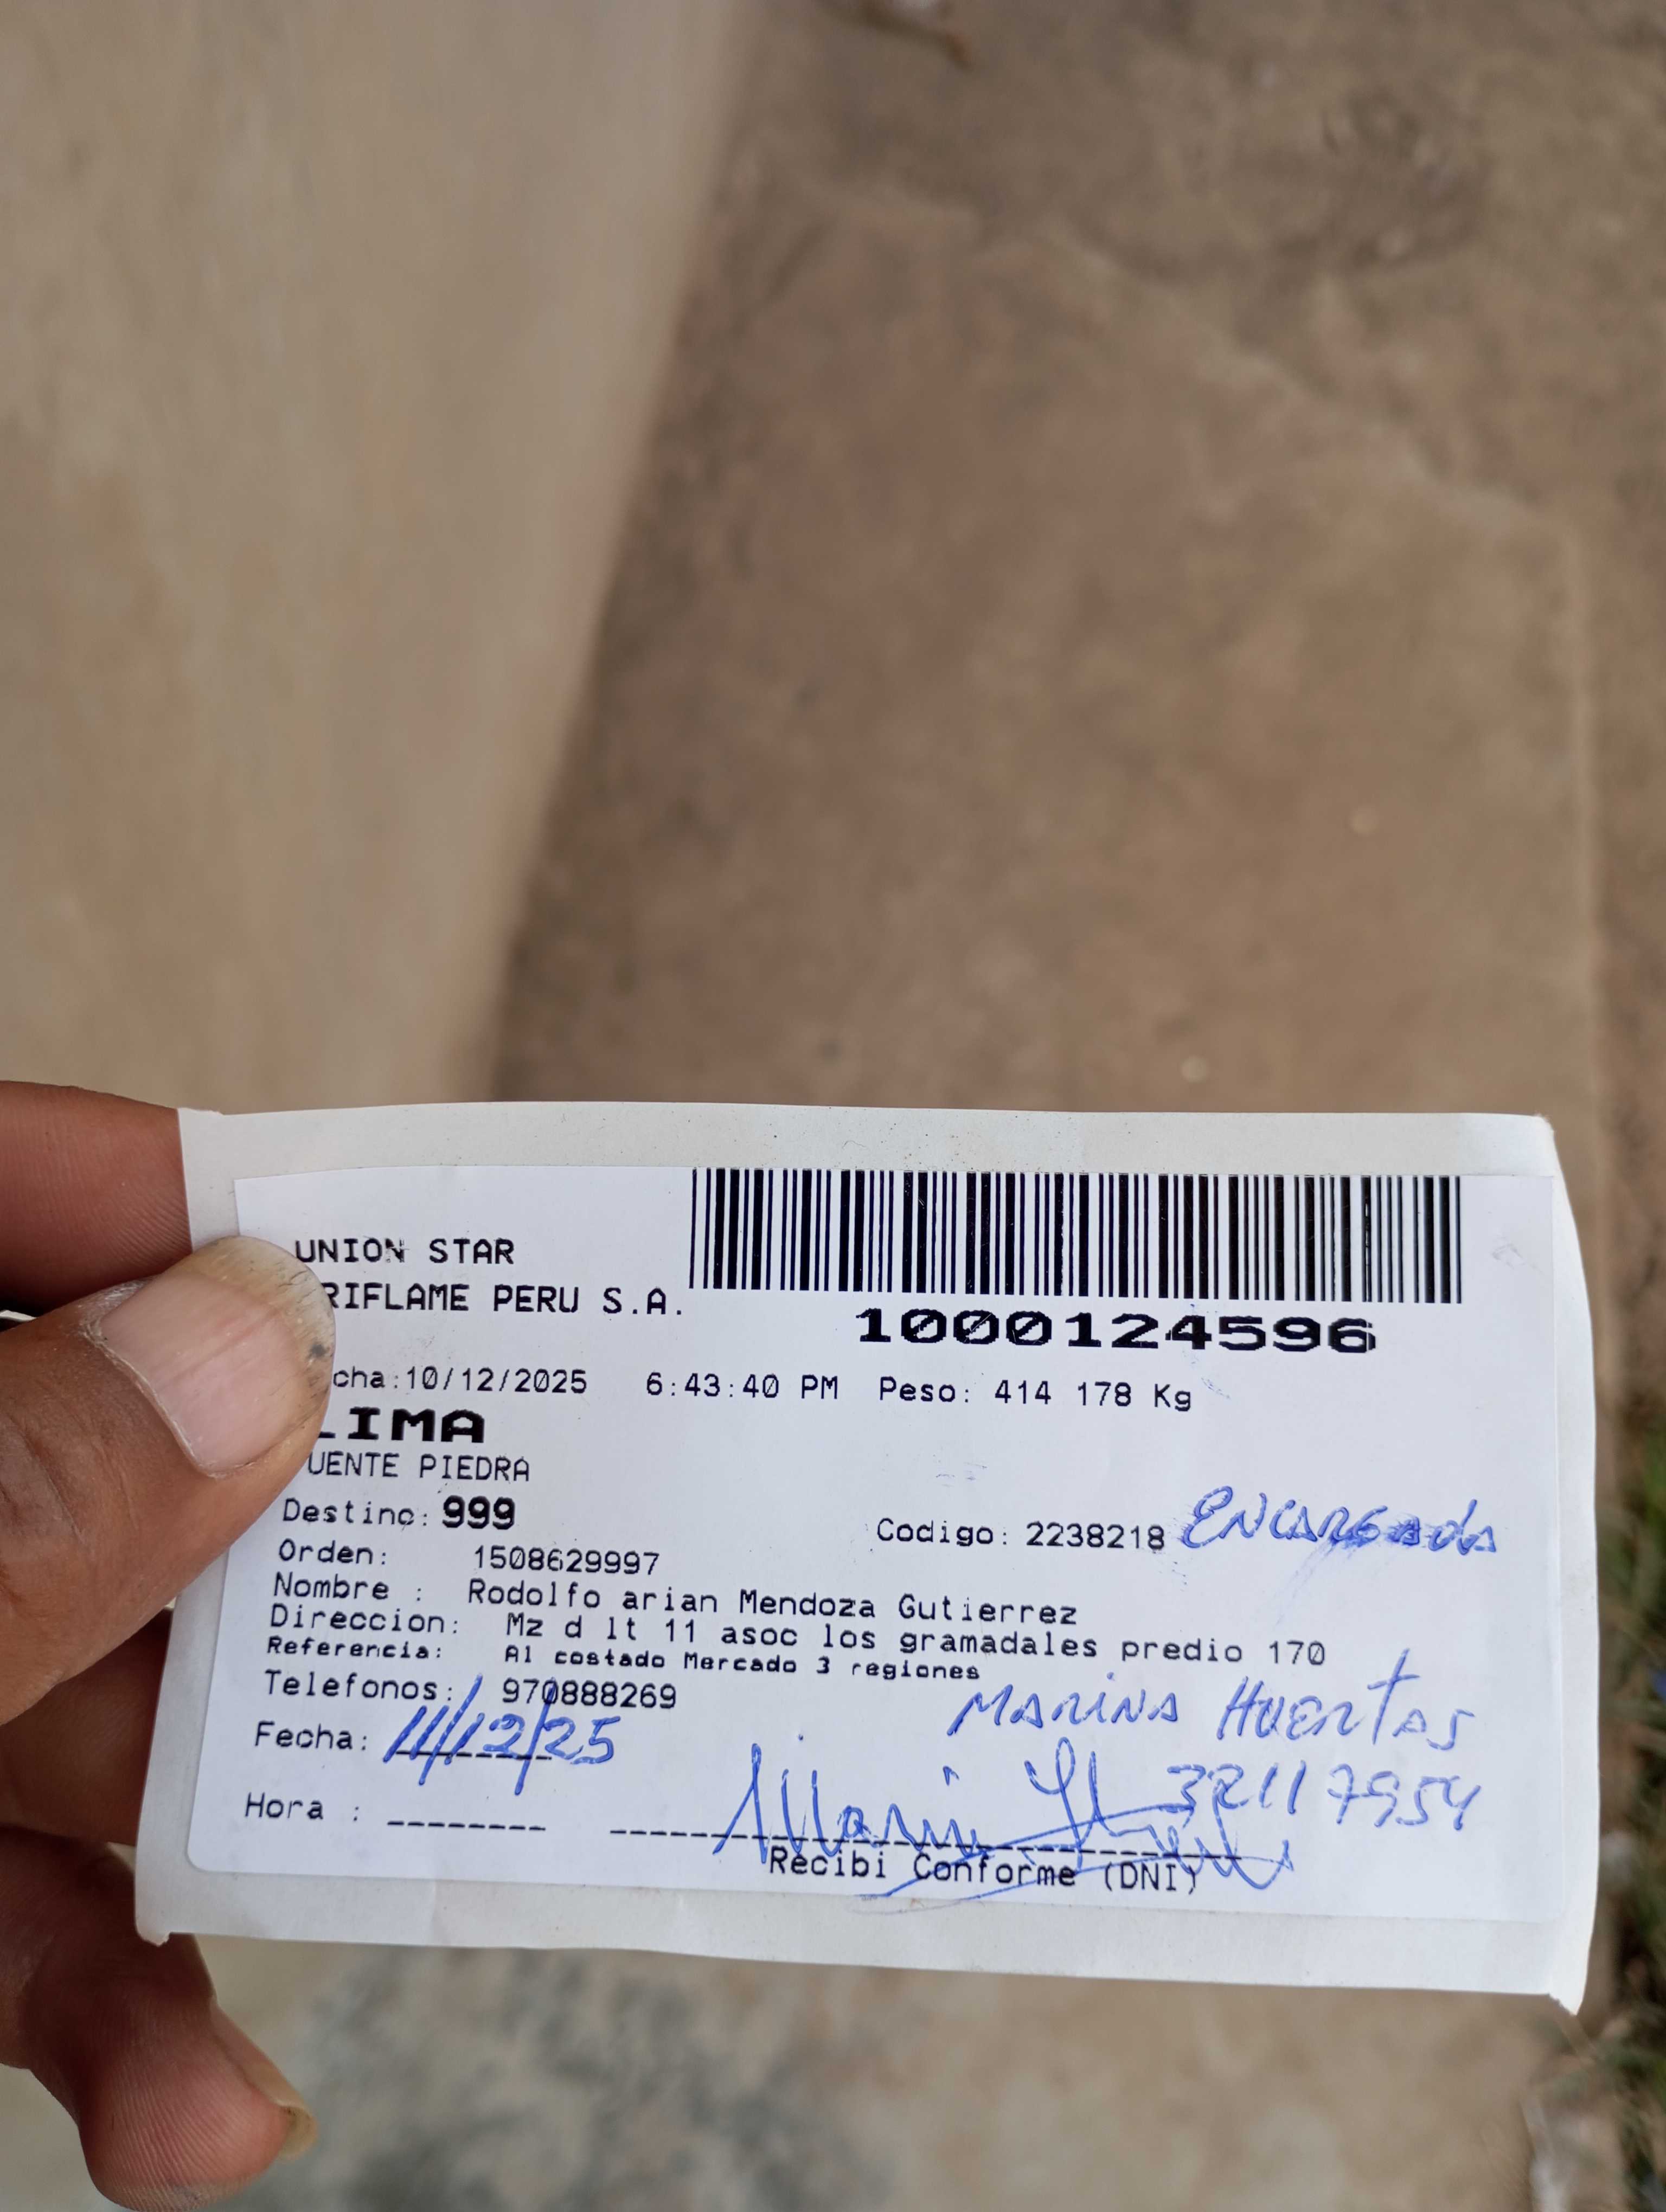 UNION STAR
RIFLAME PERU S.A.
1000124596
cha:10/12/2025 6:43:40 PM Peso: 414 178 Kg
LIMA
UENTE PIEDRA
Destino: 999
Codigo: 2238218 ENCARGADA
Orden: 1508629997
Nombre : Rodolfo arian Mendoza Gutierrez
Direccion: Mz d lt 11 asoc los gramadales predio 170
Referencia: Al costado Mercado 3 regiones
Telefonos: 970888269
MARINA HUERTAS
Fecha: 11/12/25
32117954
Hora :
Recibi Conforme (DNI)